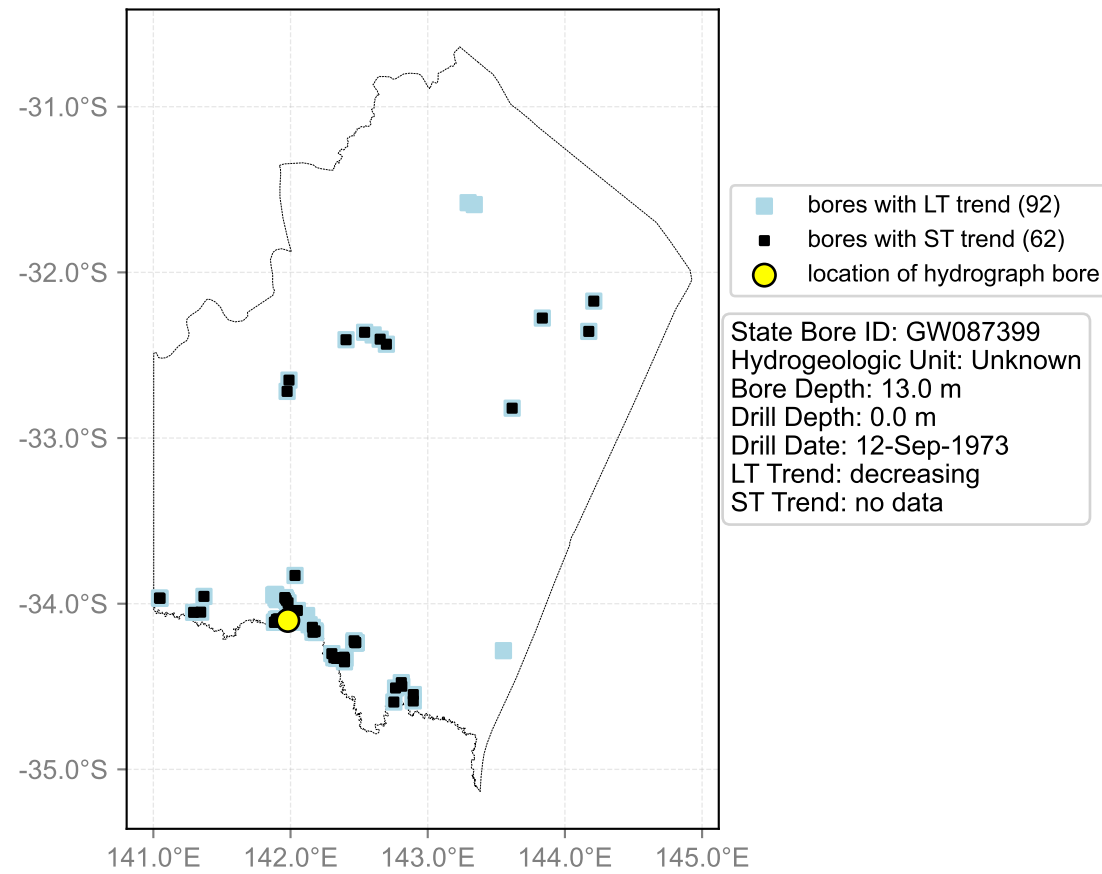 -31.0°S
-32.0°S
-33.0°S
-34.0°S
-35.0°S
141.0°E 142.0°E 143.0°E 144.0°E 145.0°E
bores with LT trend (92)
bores with ST trend (62)
location of hydrograph bore
State Bore ID: GW087399
Hydrogeologic Unit: Unknown
Bore Depth: 13.0 m
Drill Depth: 0.0 m
Drill Date: 12-Sep-1973
LT Trend: decreasing
ST Trend: no data